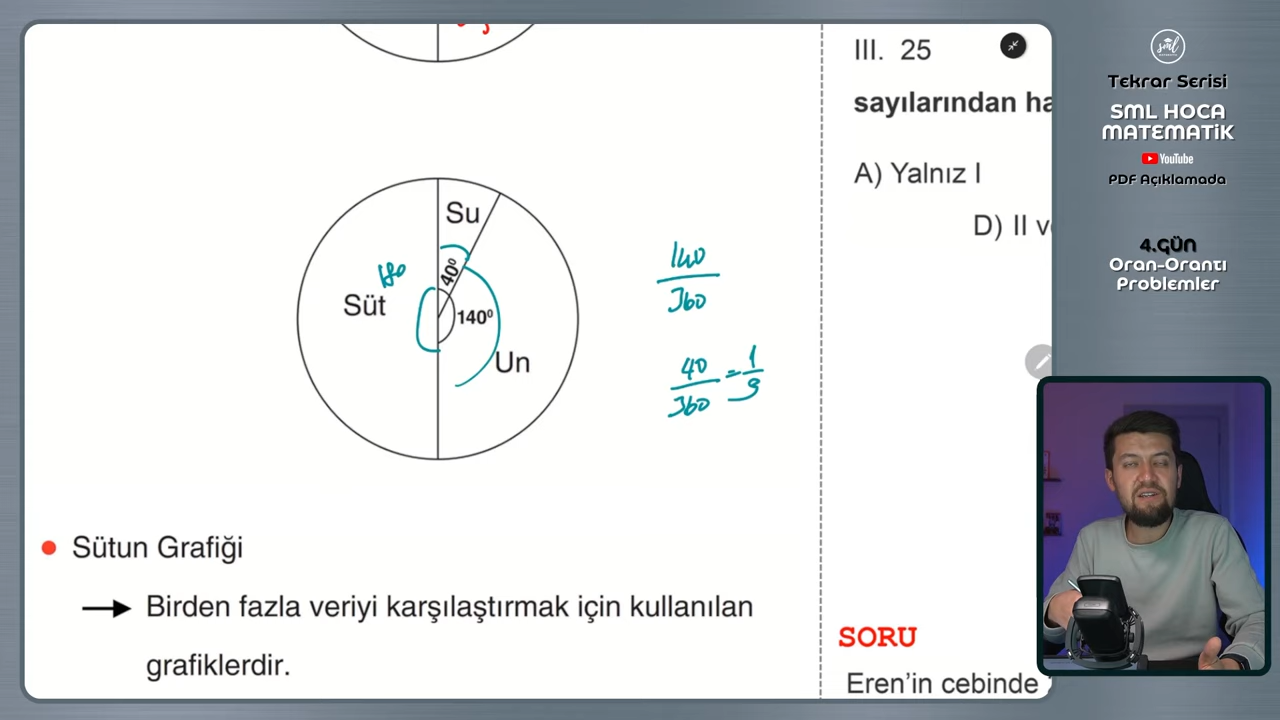 Su
40°
180
Süt
140°
Un
140
360
40
360
=
1
9
Sütun Grafiği
Birden fazla veriyi karşılaştırmak için kullanılan
grafiklerdir.
III. 25
sayılarından ha
A) Yalnız I
D) II v
SORU
Eren'in cebinde
sml
Tekrar Serisi
SML HOCA
MATEMATİK
YouTube
PDF Açıklamada
4.GÜN
Oran-Orantı
Problemler